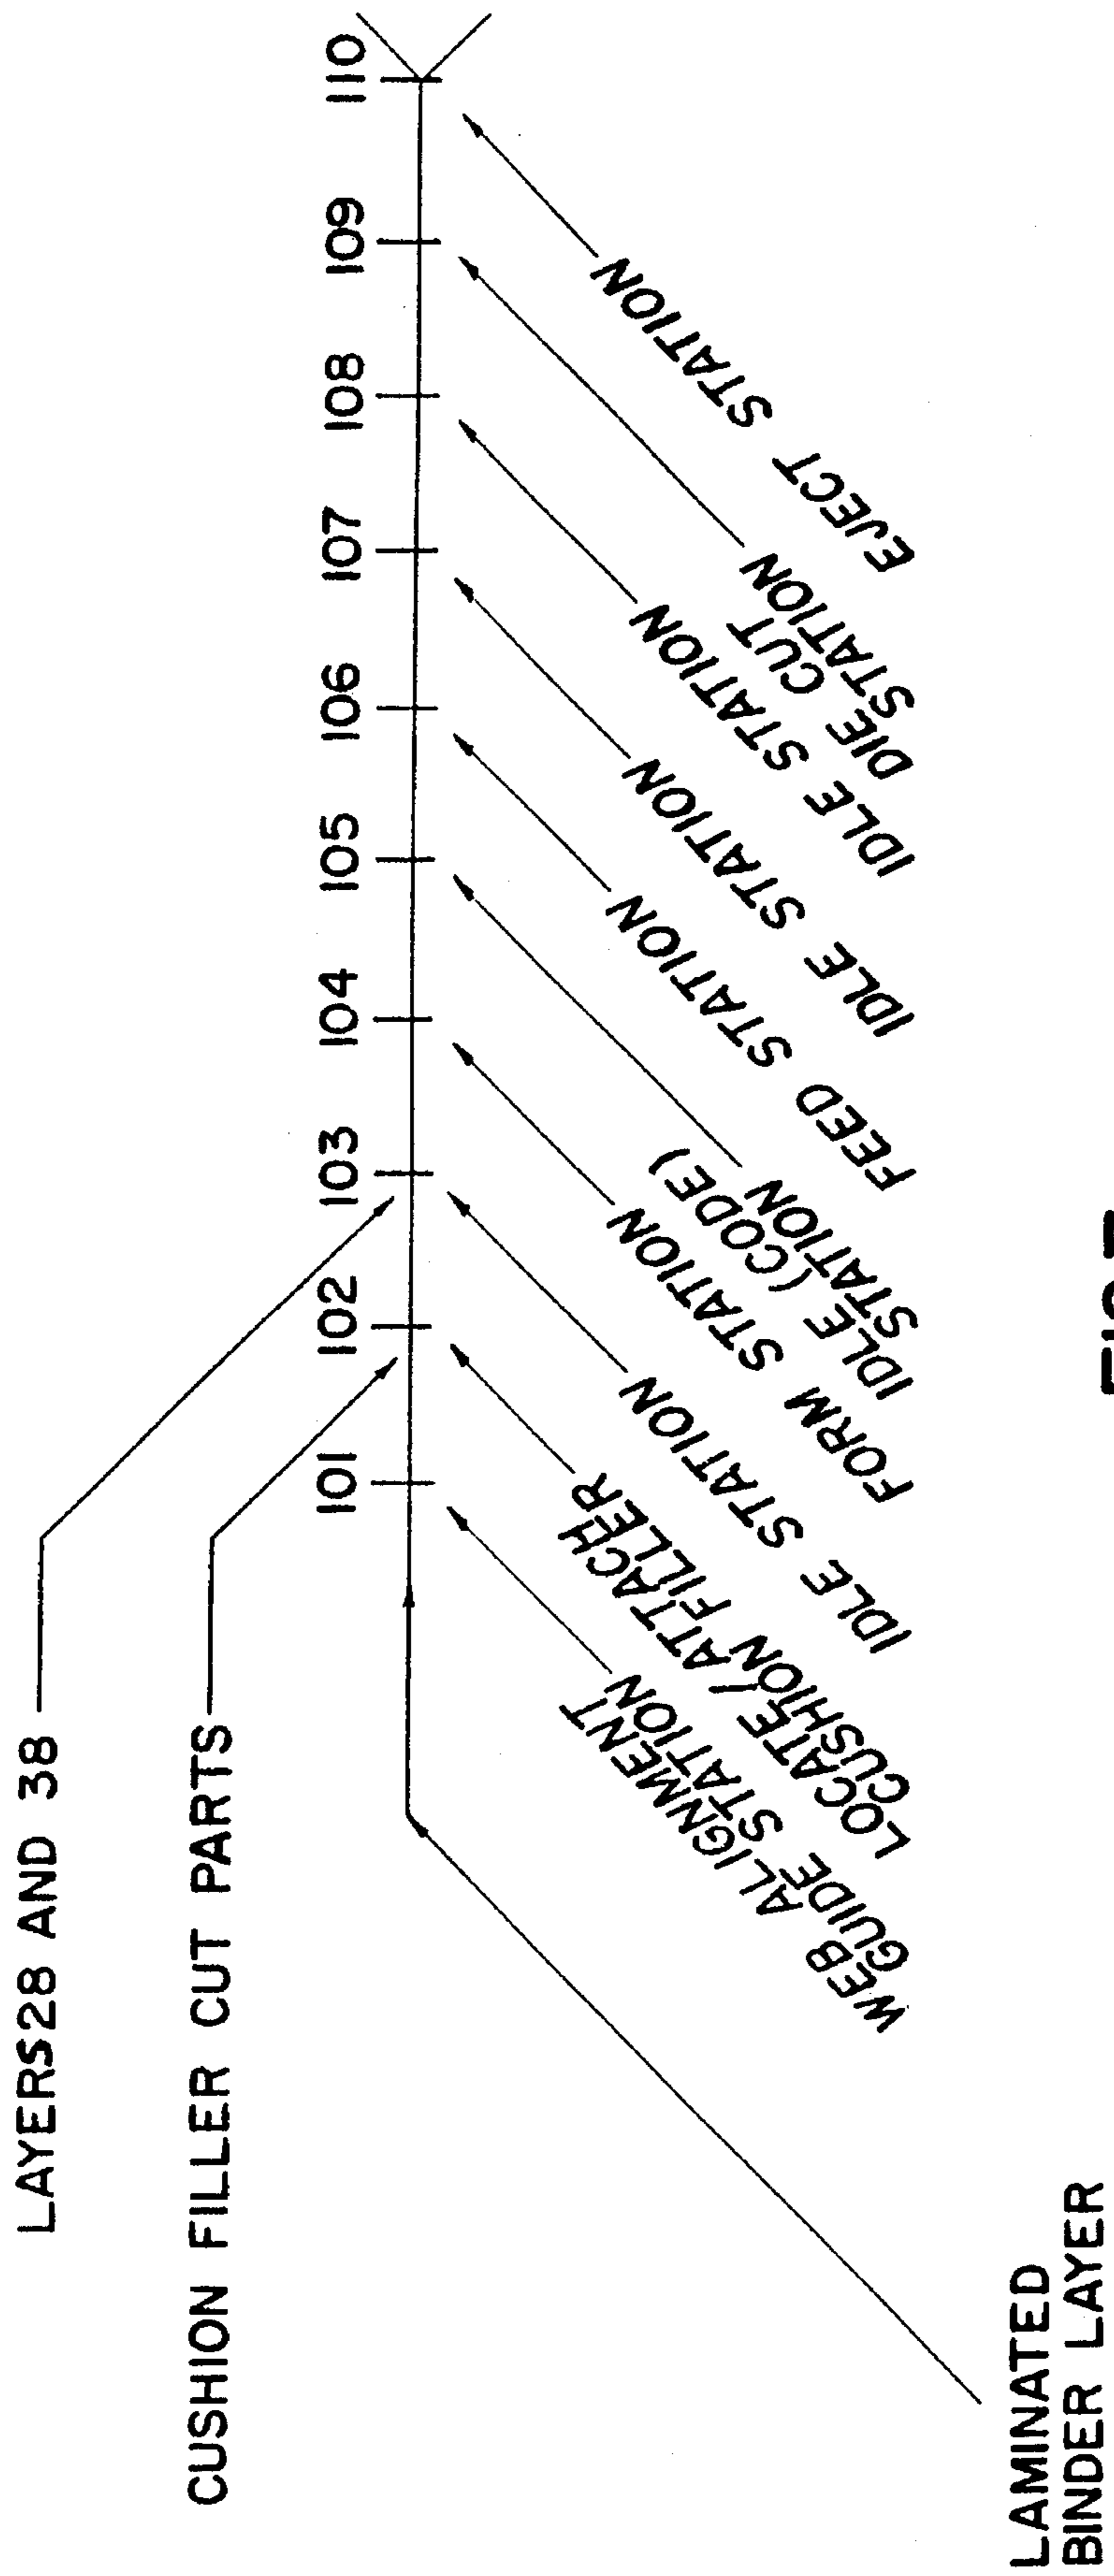 LAYERS28 AND 38
CUSHION FILLER CUT PARTS
101
102
103
104
105
106
107
108
109
110
WEB ALIGNMENT
GUIDE STATION
LOCATE/ATTACH
CUSHION FILLER
IDLE STATION
FORM STATION
IDLE (CODE)
STATION
FEED STATION
IDLE STATION
IDLE STATION
DIE CUT
STATION
EJECT STATION
LAMINATED
BINDER LAYER